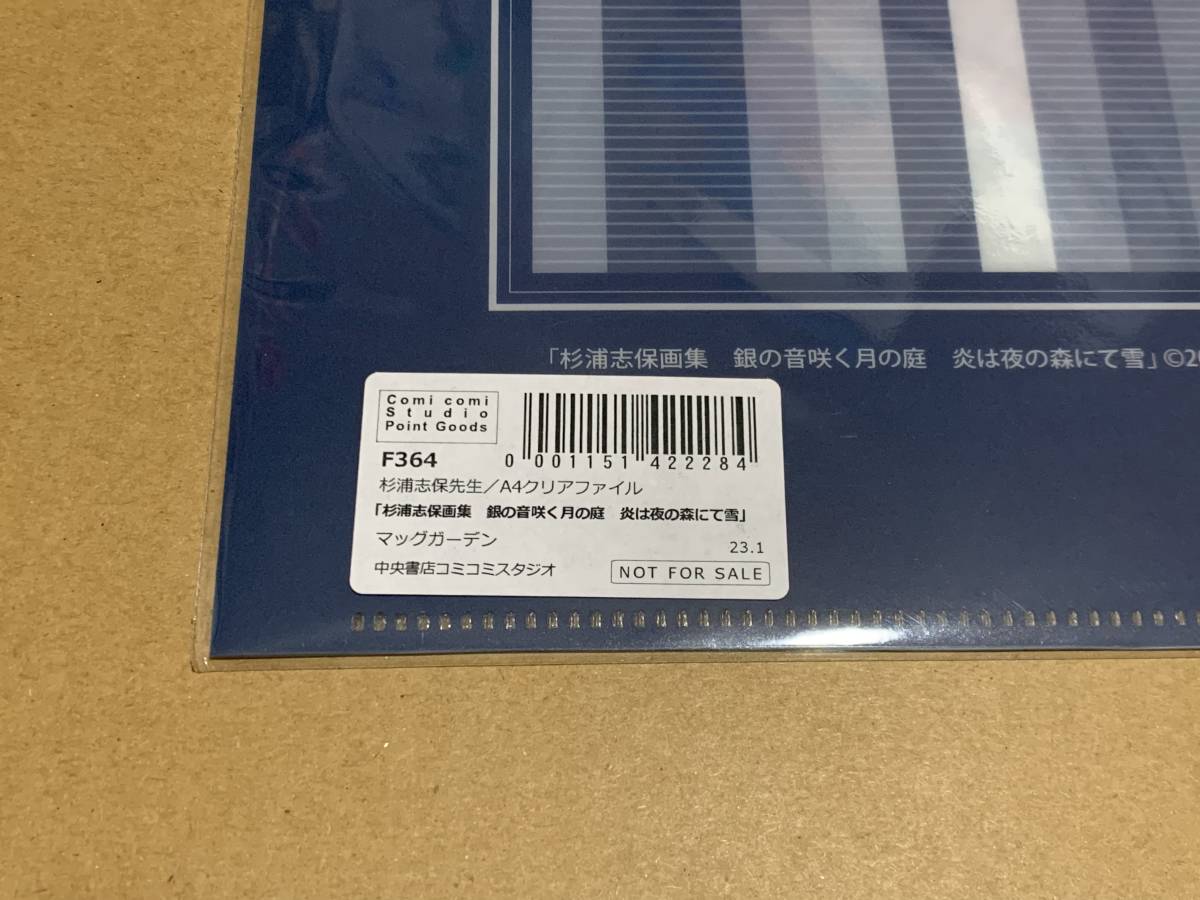 「杉浦志保画集　銀の音咲く月の庭　炎は夜の森にて雪」©20
Comi comi
Studio
Point Goods
F364
0 001151 422284
杉浦志保先生／A4クリアファイル
「杉浦志保画集　銀の音咲く月の庭　炎は夜の森にて雪」
マッグガーデン
23.1
中央書店コミコミスタジオ
NOT FOR SALE